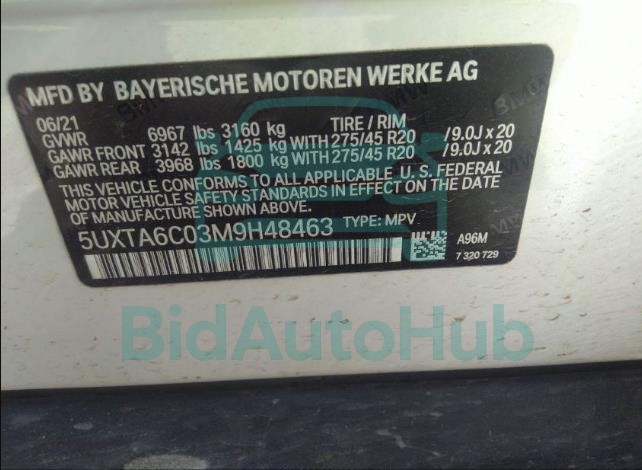 MFD BY BAYERISCHE MOTOREN WERKE AG
06/21 TIRE / RIM
GVWR 6967 lbs 3160 kg
GAWR FRONT 3142 lbs 1425 kg WITH 275/45 R20 /9.0J x 20
GAWR REAR 3968 lbs 1800 kg WITH 275/45 R20 /9.0J x 20
THIS VEHICLE CONFORMS TO ALL APPLICABLE U. S. FEDERAL
MOTOR VEHICLE SAFETY STANDARDS IN EFFECT ON THE DATE
OF MANUFACTURE SHOWN ABOVE.
5UXTA6C03M9H48463 TYPE: MPV
A96M
7 320 729
BidAutoHub